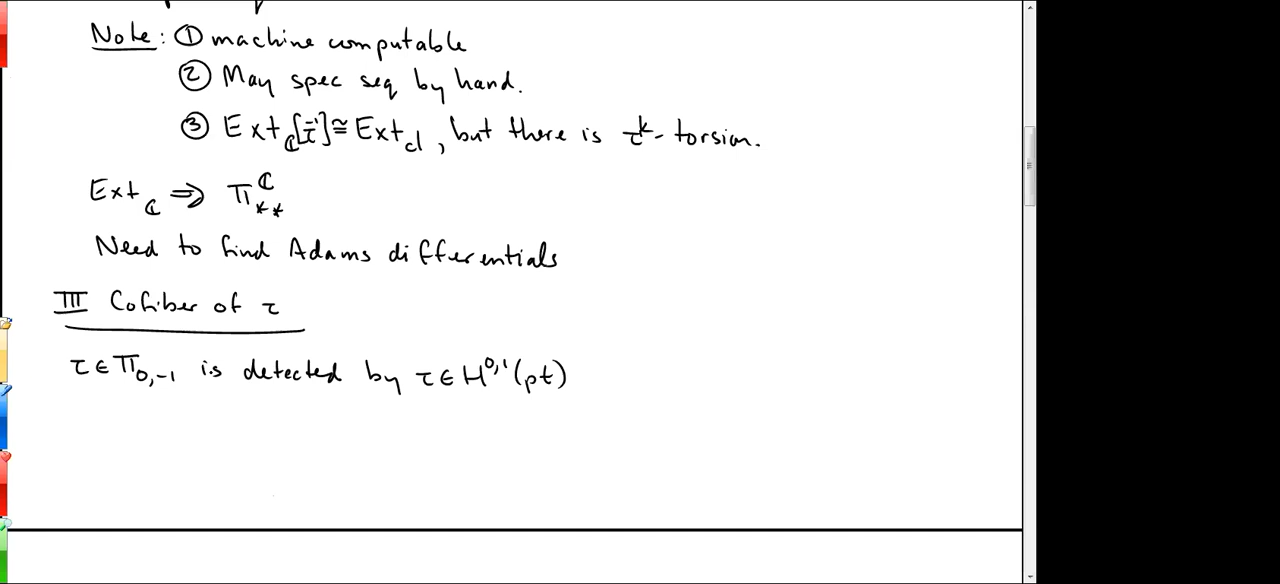 Note: ① machine computable
② May spec seq by hand.
③ Ext_ℂ[τ⁻¹] ≅ Ext_cl, but there is τᵏ-torsion.
Ext_ℂ ⇒ π^ℂ_**
Need to find Adams differentials
III Cofiber of τ
τ ∈ π_{0,-1} is detected by τ ∈ H^{0,1}(pt)